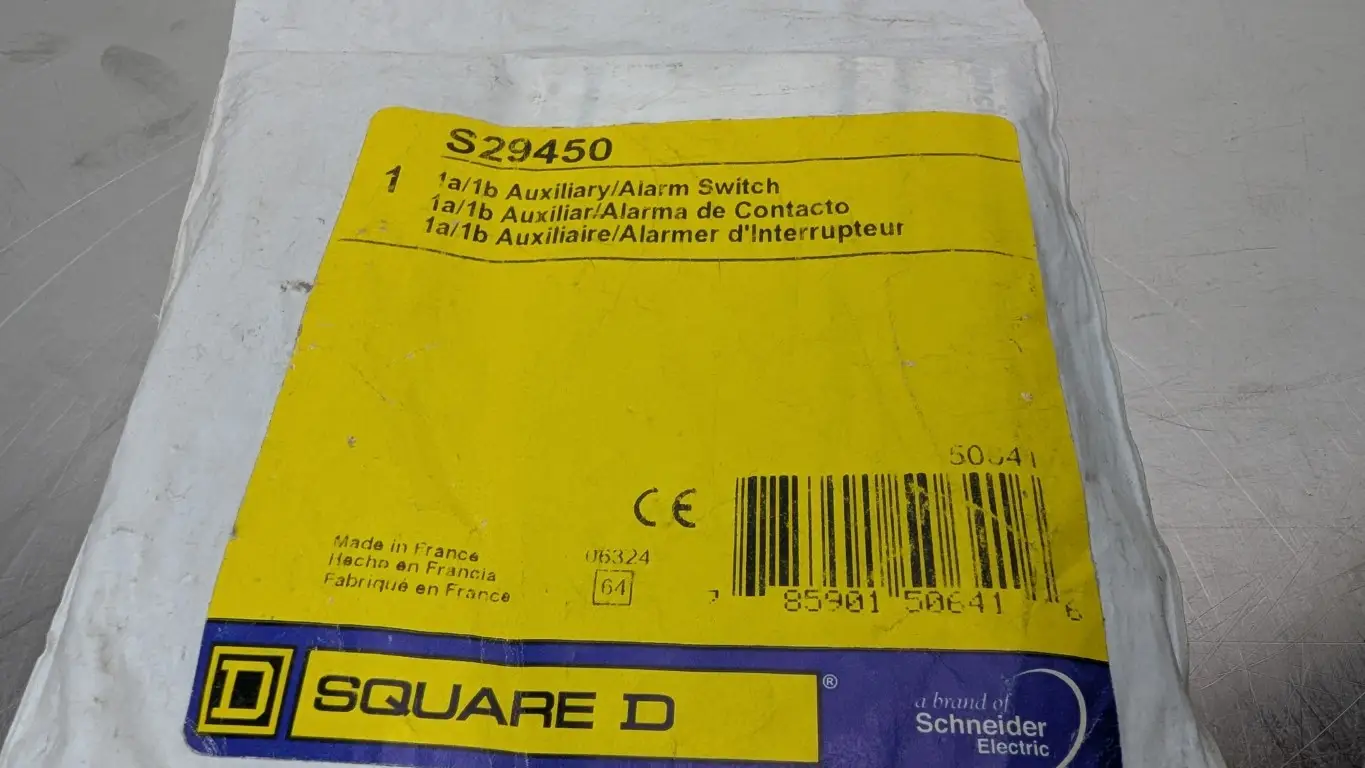 S29450
1
1a/1b Auxiliary/Alarm Switch
1a/1b Auxiliar/Alarma de Contacto
1a/1b Auxiliaire/Alarmer d'Interrupteur
50641
CE
Made in France
Hecho en Francia
Fabriqué en France
06324
64
7 85901 50641 6
D SQUARE D ®
a brand of
Schneider
Electric